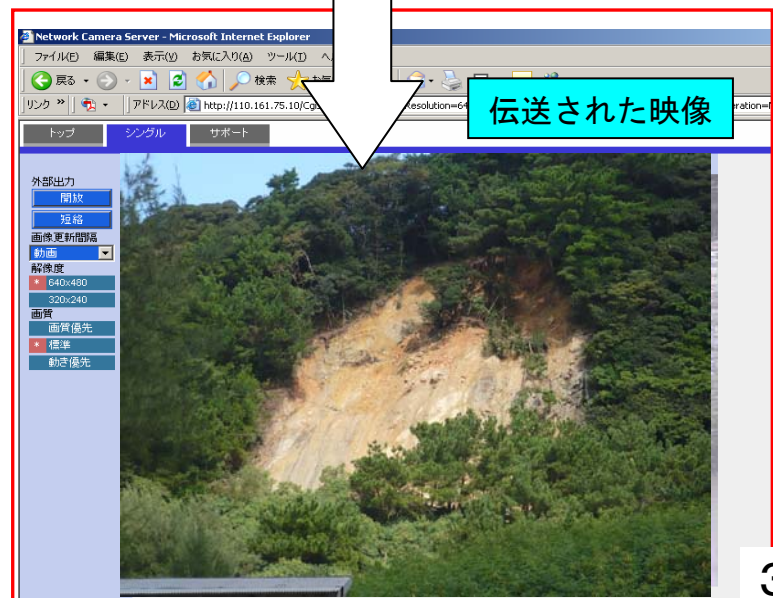 Network Camera Server - Microsoft Internet Explorer
ファイル(F) 編集(E) 表示(V) お気に入り(A) ツール(T)
戻る 検索
リンク » アドレス(D) http://110.161.75.10/
伝送された映像
トップ シングル サポート
外部出力
開放
短絡
画像更新間隔
動画
解像度
* 640x480
320x240
画質
画質優先
* 標準
動き優先
3